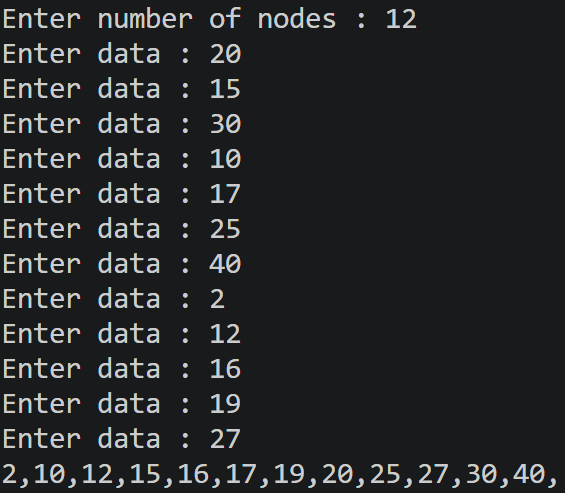 Enter number of nodes : 12
Enter data : 20
Enter data : 15
Enter data : 30
Enter data : 10
Enter data : 17
Enter data : 25
Enter data : 40
Enter data : 2
Enter data : 12
Enter data : 16
Enter data : 19
Enter data : 27
2,10,12,15,16,17,19,20,25,27,30,40,